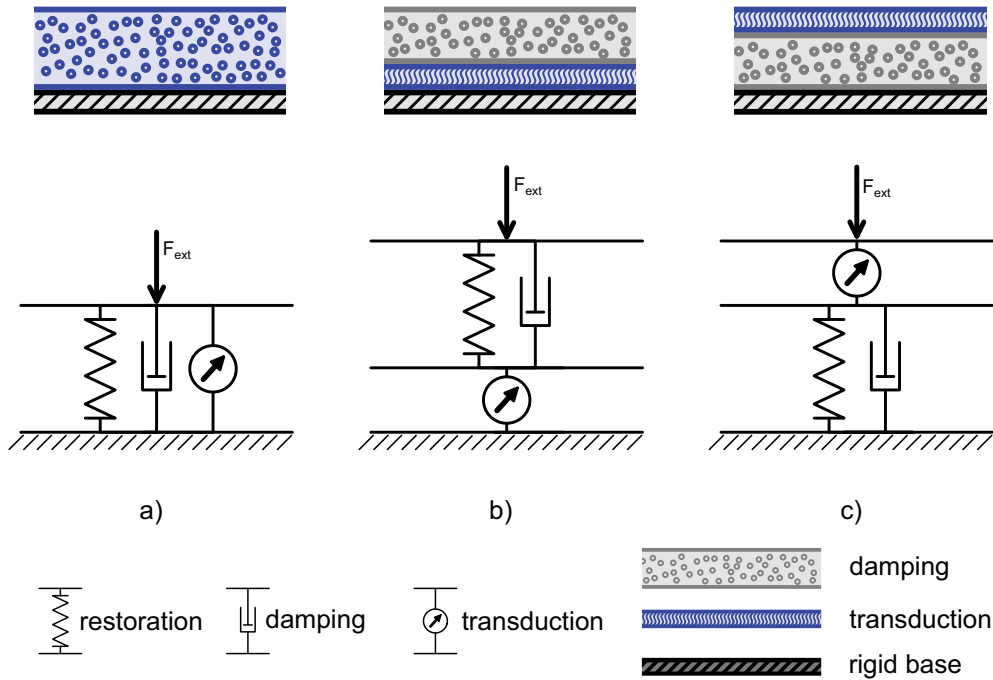 F_ext
F_ext
F_ext
a)
b)
c)
restoration
damping
transduction
damping
transduction
rigid base